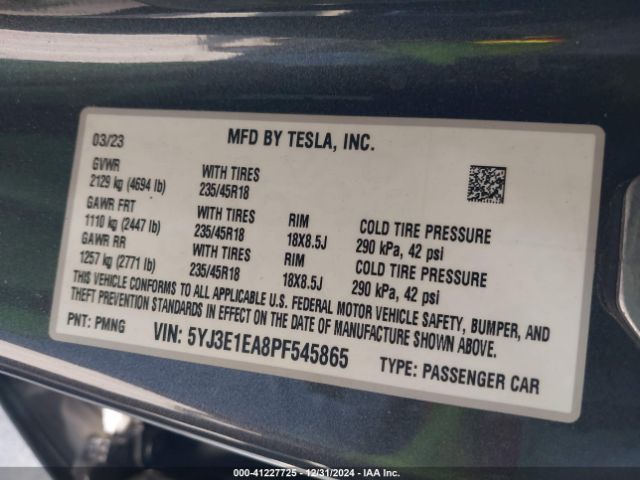 03/23 MFD BY TESLA, INC.
GVWR WITH TIRES
2129 kg (4694 lb) 235/45R18
GAWR FRT WITH TIRES RIM COLD TIRE PRESSURE
1110 kg (2447 lb) 235/45R18 18X8.5J 290 kPa, 42 psi
GAWR RR WITH TIRES RIM COLD TIRE PRESSURE
1257 kg (2771 lb) 235/45R18 18X8.5J 290 kPa, 42 psi
THIS VEHICLE CONFORMS TO ALL APPLICABLE U.S. FEDERAL MOTOR VEHICLE SAFETY, BUMPER, AND
THEFT PREVENTION STANDARDS IN EFFECT ON THE DATE OF MANUFACTURE SHOWN ABOVE.
PNT: PMNG VIN: 5YJ3E1EA8PF545865 TYPE: PASSENGER CAR
000-41227725 - 12/31/2024 - IAA Inc.